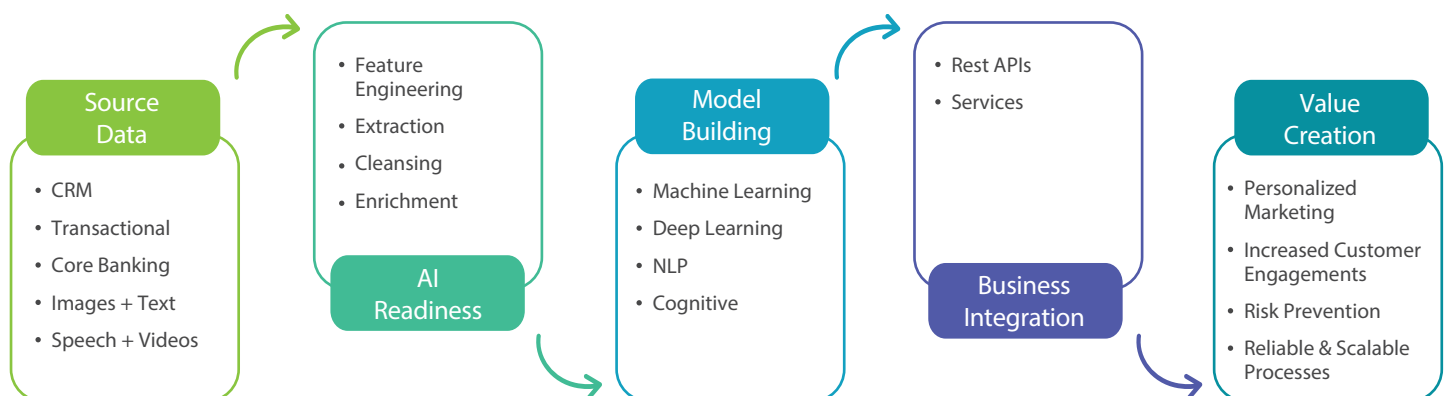 Source
Data
• CRM
• Transactional
• Core Banking
• Images + Text
• Speech + Videos
• Feature
Engineering
• Extraction
• Cleansing
• Enrichment
AI
Readiness
Model
Building
• Machine Learning
• Deep Learning
• NLP
• Cognitive
• Rest APIs
• Services
Business
Integration
Value
Creation
• Personalized
Marketing
• Increased Customer
Engagements
• Risk Prevention
• Reliable & Scalable
Processes